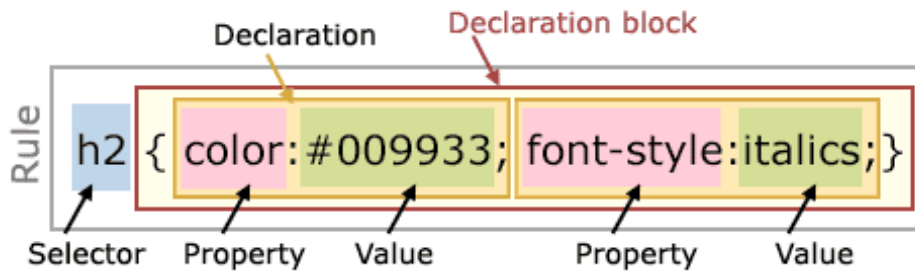 Declaration Declaration block
Rule
h2 { color:#009933; font-style:italics;}
Selector Property Value Property Value